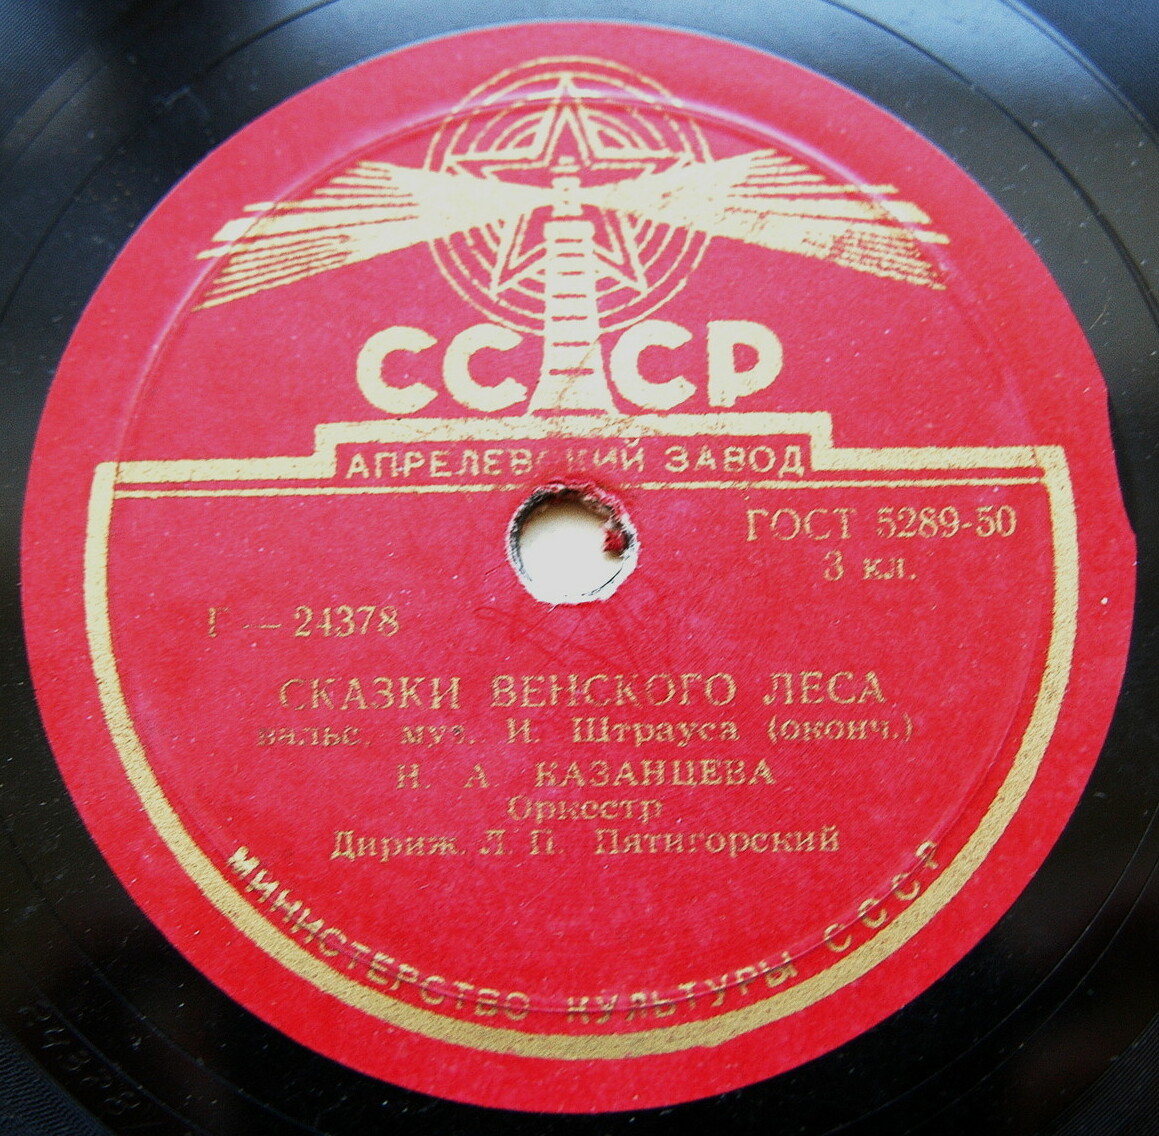 СССР
АПРЕЛЕВСКИЙ ЗАВОД
ГОСТ 5289-50
3 кл.
Г — 24378
СКАЗКИ ВЕНСКОГО ЛЕСА
вальс, муз. И. Штрауса (оконч.)
Н. А. КАЗАНЦЕВА
Оркестр
Дириж. Л. П. Пятигорский
МИНИСТЕРСТВО КУЛЬТУРЫ СССР